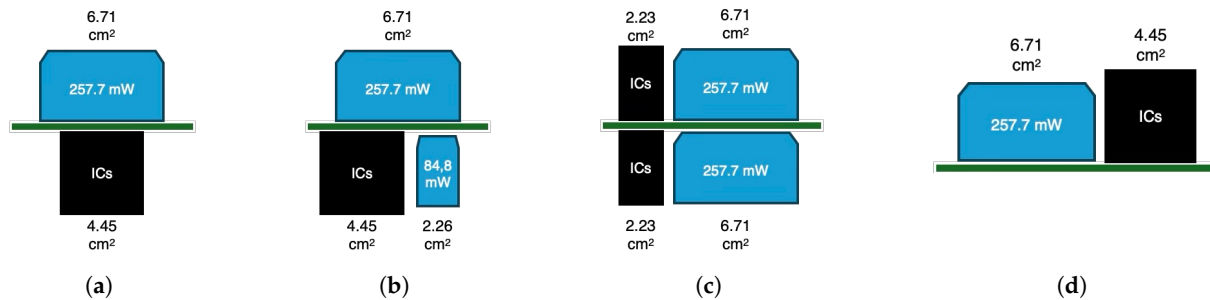 6.71
cm²
257.7 mW
ICs
4.45
cm²
(a)
6.71
cm²
257.7 mW
ICs
84,8
mW
4.45
cm²
2.26
cm²
(b)
2.23
cm²
6.71
cm²
ICs
257.7 mW
ICs
257.7 mW
2.23
cm²
6.71
cm²
(c)
6.71
cm²
4.45
cm²
257.7 mW
ICs
(d)